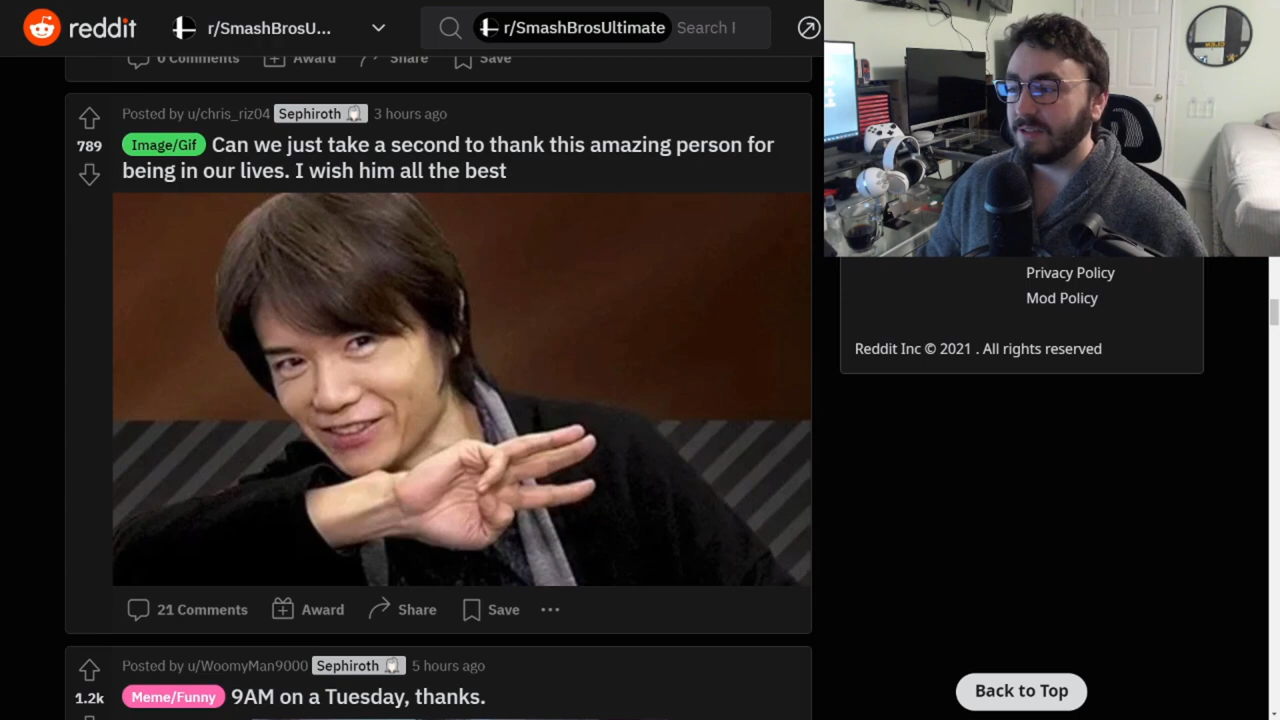 reddit
r/SmashBrosU...
r/SmashBrosUltimate Search
0 Comments Award Share Save
Posted by u/chris_riz04 Sephiroth 3 hours ago
789
Image/Gif Can we just take a second to thank this amazing person for
being in our lives. I wish him all the best
Privacy Policy
Mod Policy
Reddit Inc © 2021 . All rights reserved
21 Comments Award Share Save
Posted by u/WoomyMan9000 Sephiroth 5 hours ago
1.2k
Meme/Funny 9AM on a Tuesday, thanks.
Back to Top